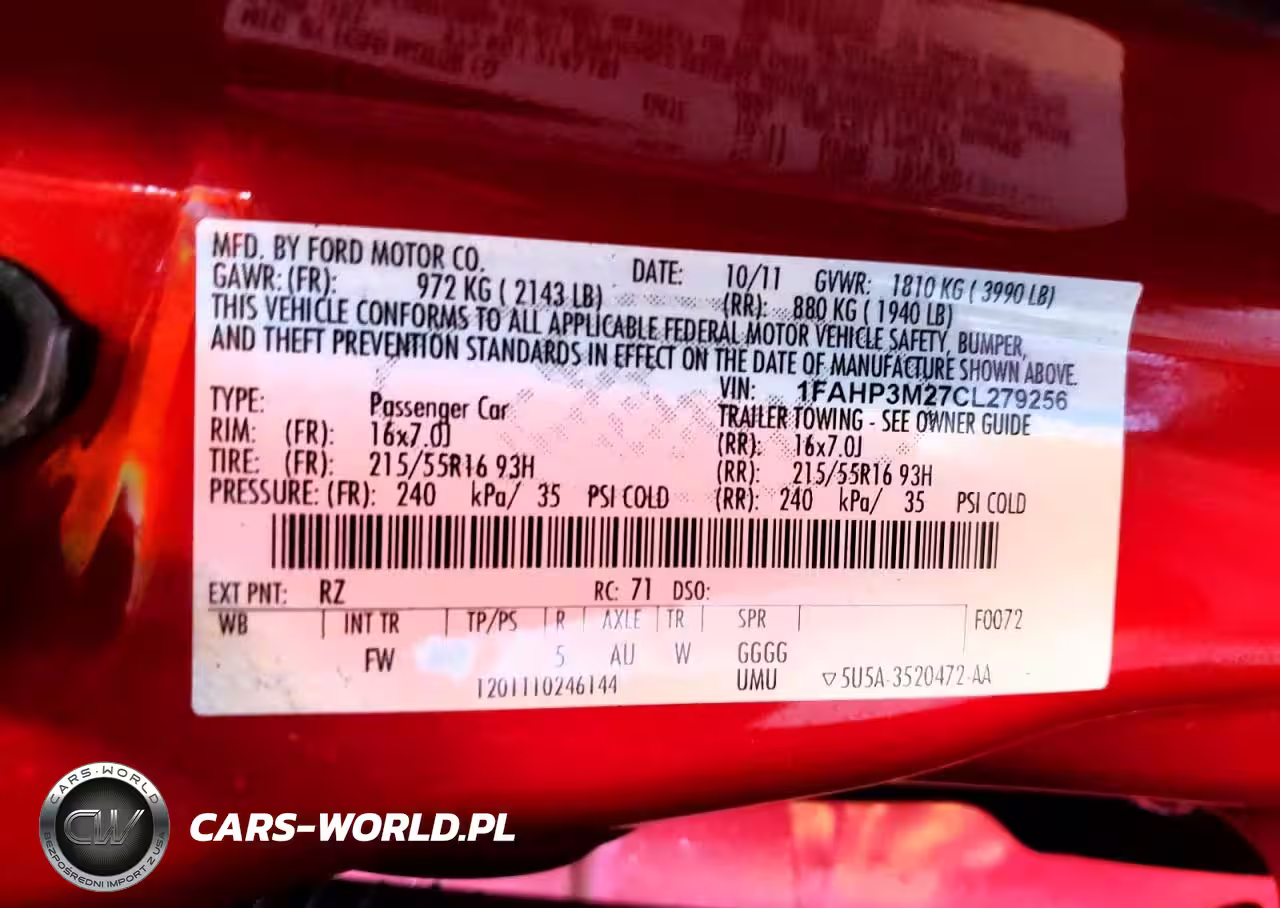 MFD. BY FORD MOTOR CO. DATE: 10/11 GVWR: 1810 KG ( 3990 LB)
GAWR: (FR): 972 KG ( 2143 LB) (RR): 880 KG ( 1940 LB)
THIS VEHICLE CONFORMS TO ALL APPLICABLE FEDERAL MOTOR VEHICLE SAFETY, BUMPER,
AND THEFT PREVENTION STANDARDS IN EFFECT ON THE DATE OF MANUFACTURE SHOWN ABOVE.
VIN: 1FAHP3M27CL279256
TYPE: Passenger Car TRAILER TOWING - SEE OWNER GUIDE
RIM: (FR): 16x7.0J (RR): 16x7.0J
TIRE: (FR): 215/55R16 93H (RR): 215/55R16 93H
PRESSURE: (FR): 240 kPa/ 35 PSI COLD (RR): 240 kPa/ 35 PSI COLD
EXT PNT: RZ RC: 71 DSO:
WB INT TR TP/PS R AXLE TR SPR F0072
FW 5 AU W GGGG
1201110246144 UMU ▽5U5A-3520472-AA
CARS-WORLD
CW
BEZPOŚREDNI IMPORT Z USA
CARS-WORLD.PL